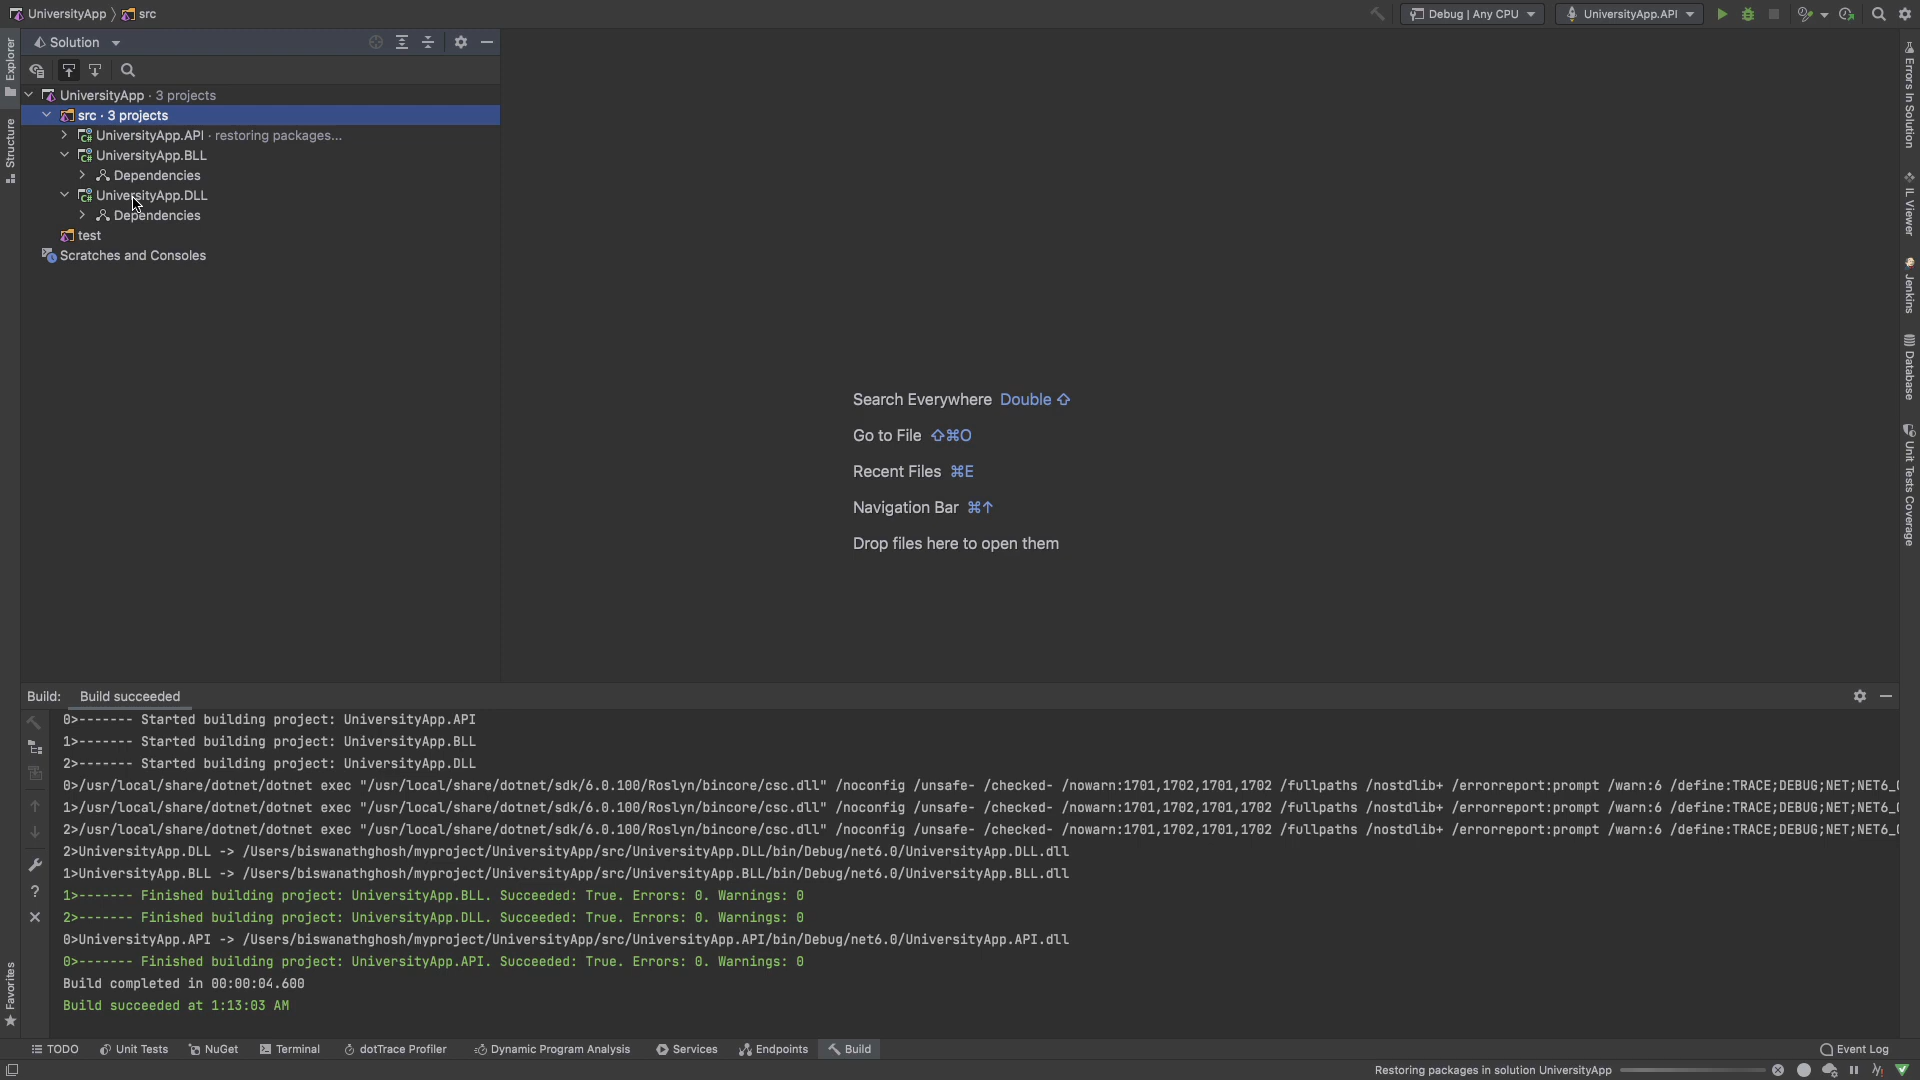 UniversityApp
src
Debug | Any CPU
UniversityApp.API
Solution
UniversityApp · 3 projects
src · 3 projects
UniversityApp.API · restoring packages...
UniversityApp.BLL
Dependencies
UniversityApp.DLL
Dependencies
test
Scratches and Consoles
Explorer
Structure
Favorites
Search Everywhere Double ⇧
Go to File ⇧⌘O
Recent Files ⌘E
Navigation Bar ⌘↑
Drop files here to open them
Errors In Solution
IL Viewer
Jenkins
Database
Unit Tests Coverage
Build: Build succeeded
0>------- Started building project: UniversityApp.API
1>------- Started building project: UniversityApp.BLL
2>------- Started building project: UniversityApp.DLL
0>/usr/local/share/dotnet/dotnet exec "/usr/local/share/dotnet/sdk/6.0.100/Roslyn/bincore/csc.dll" /noconfig /unsafe- /checked- /nowarn:1701,1702,1701,1702 /fullpaths /nostdlib+ /errorreport:prompt /warn:6 /define:TRACE;DEBUG;NET;NET6_
1>/usr/local/share/dotnet/dotnet exec "/usr/local/share/dotnet/sdk/6.0.100/Roslyn/bincore/csc.dll" /noconfig /unsafe- /checked- /nowarn:1701,1702,1701,1702 /fullpaths /nostdlib+ /errorreport:prompt /warn:6 /define:TRACE;DEBUG;NET;NET6_
2>/usr/local/share/dotnet/dotnet exec "/usr/local/share/dotnet/sdk/6.0.100/Roslyn/bincore/csc.dll" /noconfig /unsafe- /checked- /nowarn:1701,1702,1701,1702 /fullpaths /nostdlib+ /errorreport:prompt /warn:6 /define:TRACE;DEBUG;NET;NET6_
2>UniversityApp.DLL -> /Users/biswanathghosh/myproject/UniversityApp/src/UniversityApp.DLL/bin/Debug/net6.0/UniversityApp.DLL.dll
1>UniversityApp.BLL -> /Users/biswanathghosh/myproject/UniversityApp/src/UniversityApp.BLL/bin/Debug/net6.0/UniversityApp.BLL.dll
1>------- Finished building project: UniversityApp.BLL. Succeeded: True. Errors: 0. Warnings: 0
2>------- Finished building project: UniversityApp.DLL. Succeeded: True. Errors: 0. Warnings: 0
0>UniversityApp.API -> /Users/biswanathghosh/myproject/UniversityApp/src/UniversityApp.API/bin/Debug/net6.0/UniversityApp.API.dll
0>------- Finished building project: UniversityApp.API. Succeeded: True. Errors: 0. Warnings: 0
Build completed in 00:00:04.600
Build succeeded at 1:13:03 AM
TODO Unit Tests NuGet Terminal dotTrace Profiler Dynamic Program Analysis Services Endpoints Build Event Log
Restoring packages in solution UniversityApp